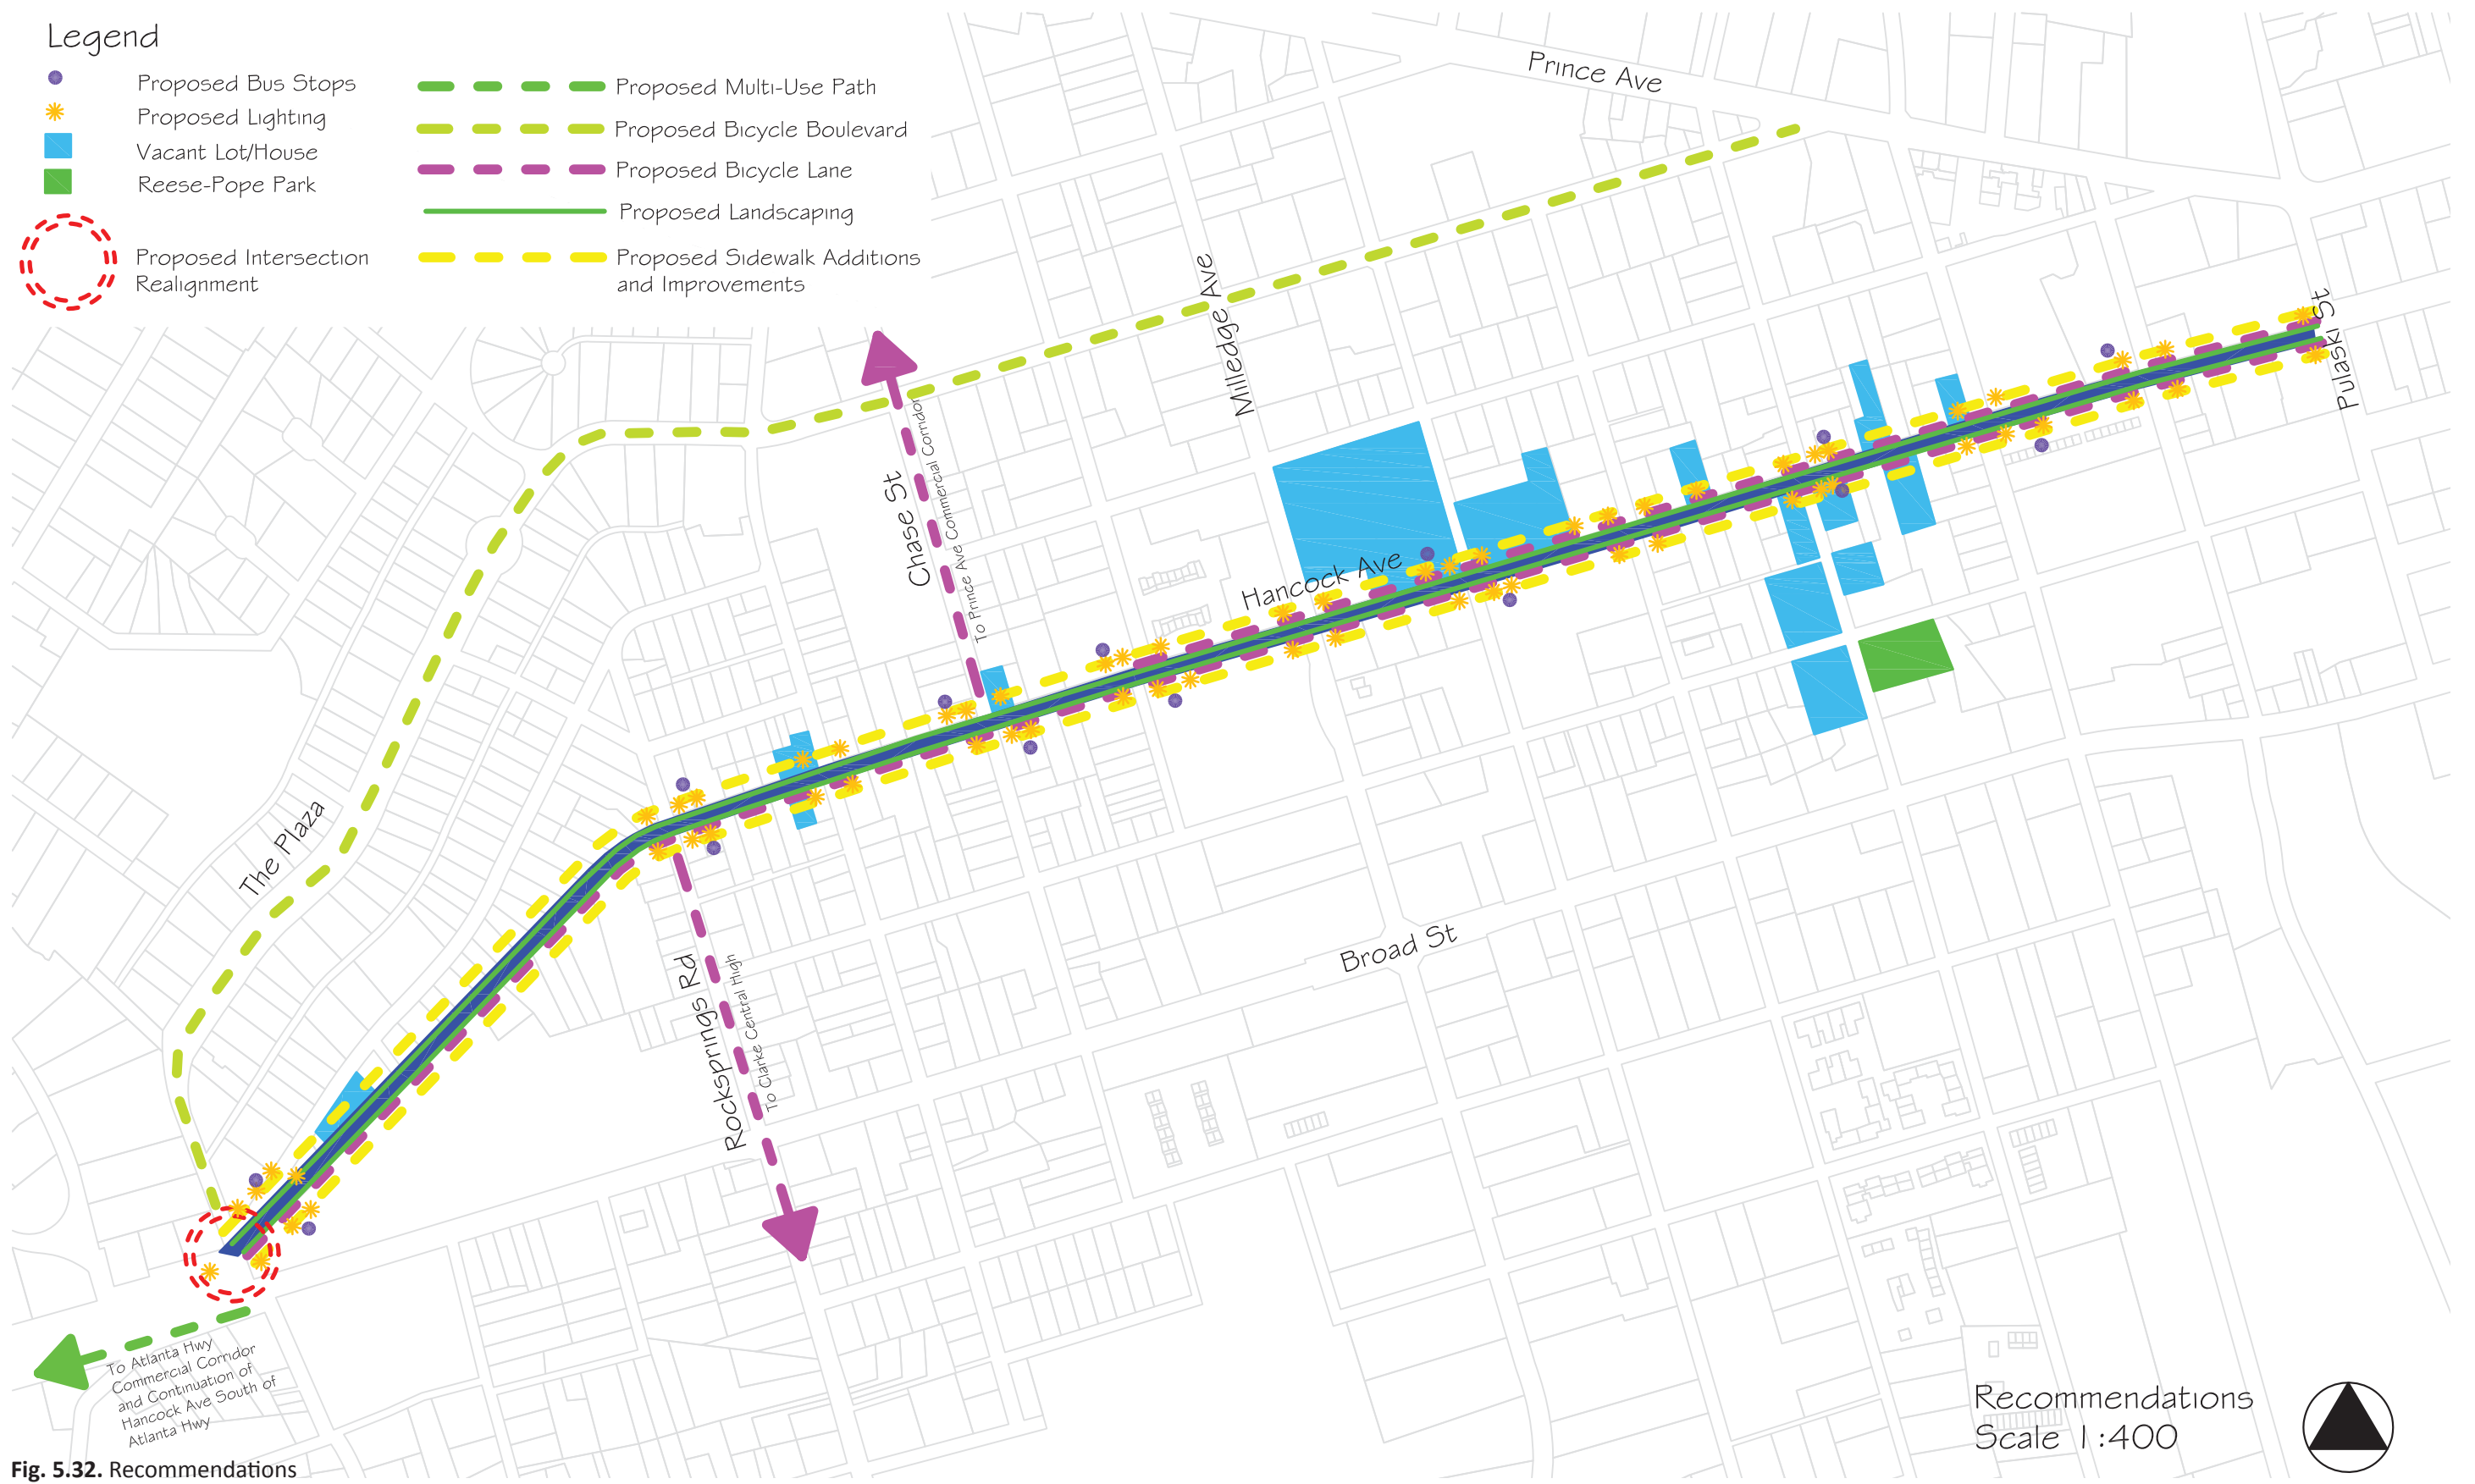 Legend
Proposed Bus Stops
Proposed Lighting
Vacant Lot/House
Reese-Pope Park
Proposed Intersection
Realignment
Proposed Multi-Use Path
Proposed Bicycle Boulevard
Proposed Bicycle Lane
Proposed Landscaping
Proposed Sidewalk Additions
and Improvements
Prince Ave
Milledge Ave
Pulaski St
Chase St
To Prince Ave Commercial Corridor
Hancock Ave
The Plaza
Broad St
Rocksprings Rd
To Clarke Central High
To Atlanta Hwy
Commercial Corridor
and Continuation of
Hancock Ave South of
Atlanta Hwy
Recommendations
Scale 1:400
Fig. 5.32. Recommendations